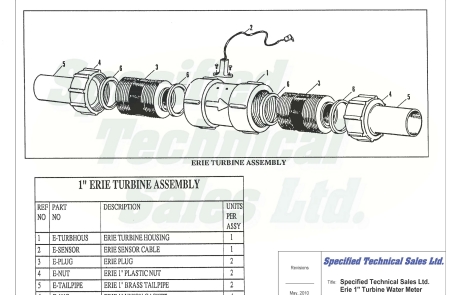 2
5
4
6
3
6
1
6
3
6
4
5
ERIE TURBINE ASSEMBLY
Specified
Technical
Sales Ltd.
1" ERIE TURBINE ASSEMBLY
REF NO PART NO DESCRIPTION UNITS PER ASSY
1 E-TURBHOUS ERIE TURBINE HOUSING 1
2 E-SENSOR ERIE SENSOR CABLE 1
3 E-PLUG ERIE PLUG 2
4 E-NUT ERIE 1" PLASTIC NUT 2
5 E-TAILPIPE ERIE 1" BRASS TAILPIPE 2
Specified Technical Sales Ltd.
Revisions
Title Specified Technical Sales Ltd.
Erie 1" Turbine Water Meter
May, 2010